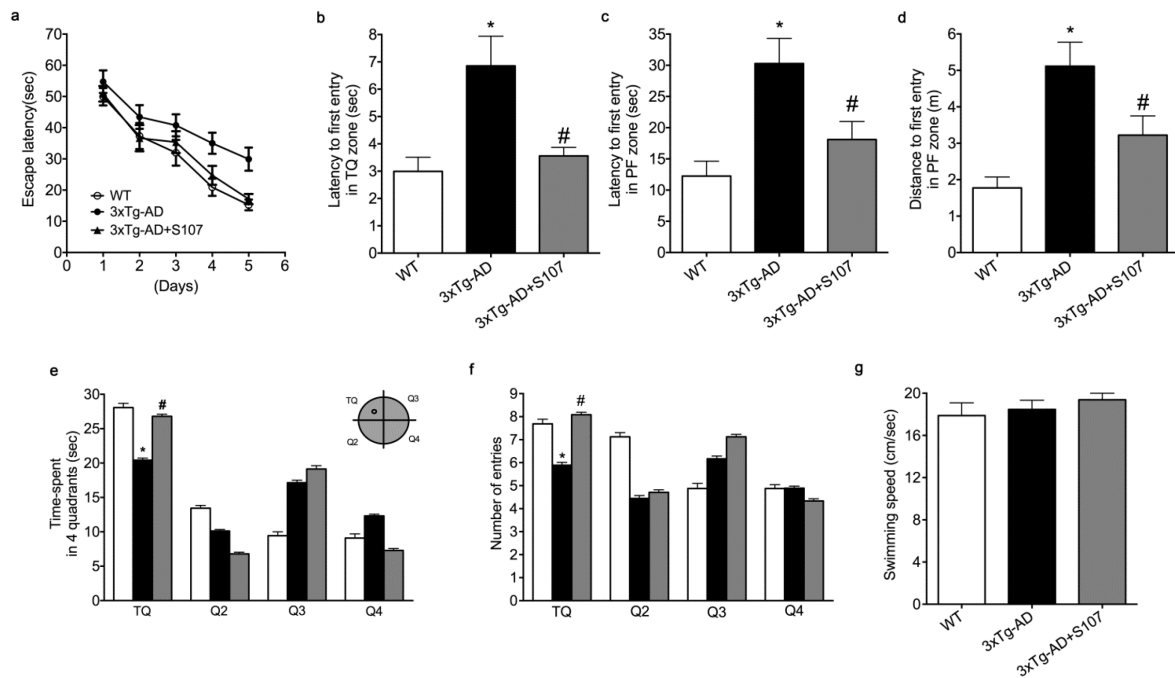 a
Escape latency(sec)
70
60
50
40
30
20
10
0
WT
3xTg-AD
3xTg-AD+S107
0 1 2 3 4 5 6
(Days)
b
Latency to first entry
in TQ zone (sec)
8
7
6
5
4
3
2
1
0
*
#
WT
3xTg-AD
3xTg-AD+S107
c
Latency to first entry
in PF zone (sec)
35
30
25
20
15
10
5
0
*
#
WT
3xTg-AD
3xTg-AD+S107
d
Distance to first entry
in PF zone (m)
6
5
4
3
2
1
0
*
#
WT
3xTg-AD
3xTg-AD+S107
e
Time-spent
in 4 quadrants (sec)
30
25
20
15
10
5
0
*
#
TQ Q3
Q2 Q4
TQ Q2 Q3 Q4
f
Number of entries
9
8
7
6
5
4
3
2
1
0
*
#
TQ Q2 Q3 Q4
g
Swimming speed (cm/sec)
20
16
12
8
4
0
WT
3xTg-AD
3xTg-AD+S107